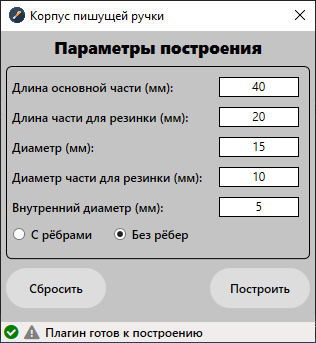 Корпус пишущей ручки
Параметры построения
Длина основной части (мм): 40
Длина части для резинки (мм): 20
Диаметр (мм): 15
Диаметр части для резинки (мм): 10
Внутренний диаметр (мм): 5
С рёбрами Без рёбер
Сбросить Построить
Плагин готов к построению